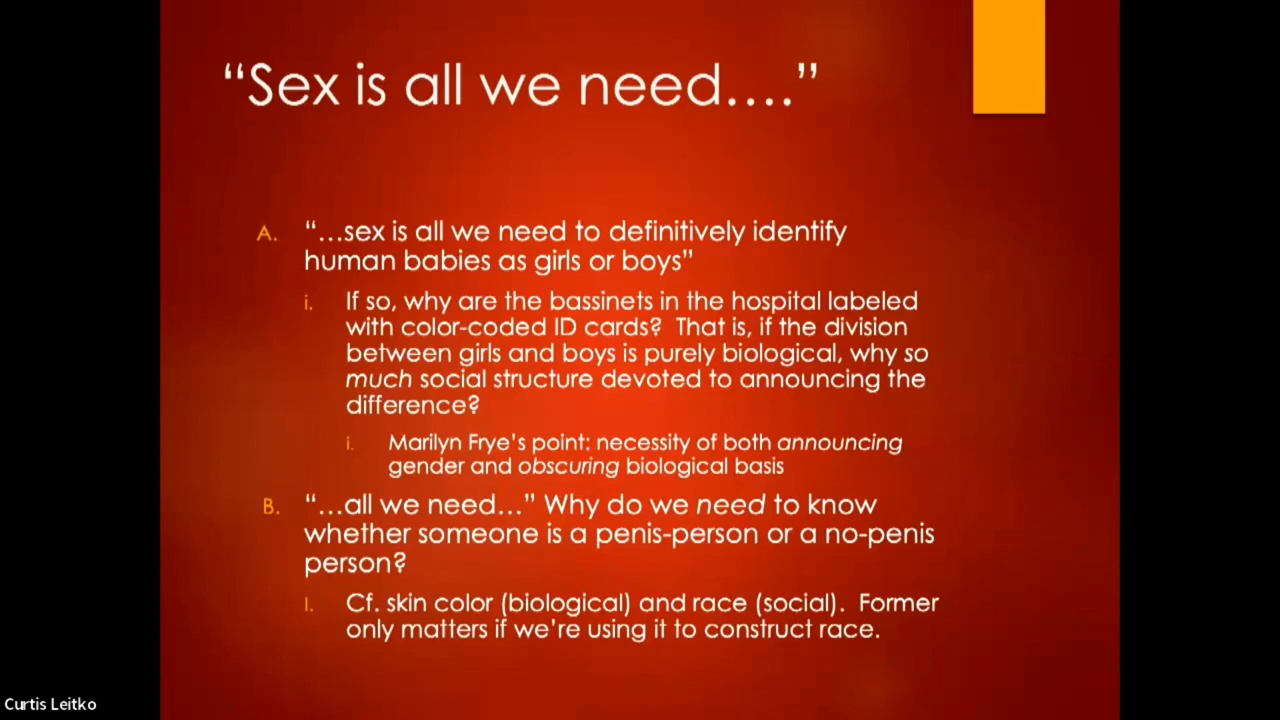 “Sex is all we need....”
A. “...sex is all we need to definitively identify
human babies as girls or boys”
i. If so, why are the bassinets in the hospital labeled
with color-coded ID cards? That is, if the division
between girls and boys is purely biological, why so
much social structure devoted to announcing the
difference?
i. Marilyn Frye’s point: necessity of both announcing
gender and obscuring biological basis
B. “...all we need...” Why do we need to know
whether someone is a penis-person or a no-penis
person?
I. Cf. skin color (biological) and race (social). Former
only matters if we’re using it to construct race.
Curtis Leitko